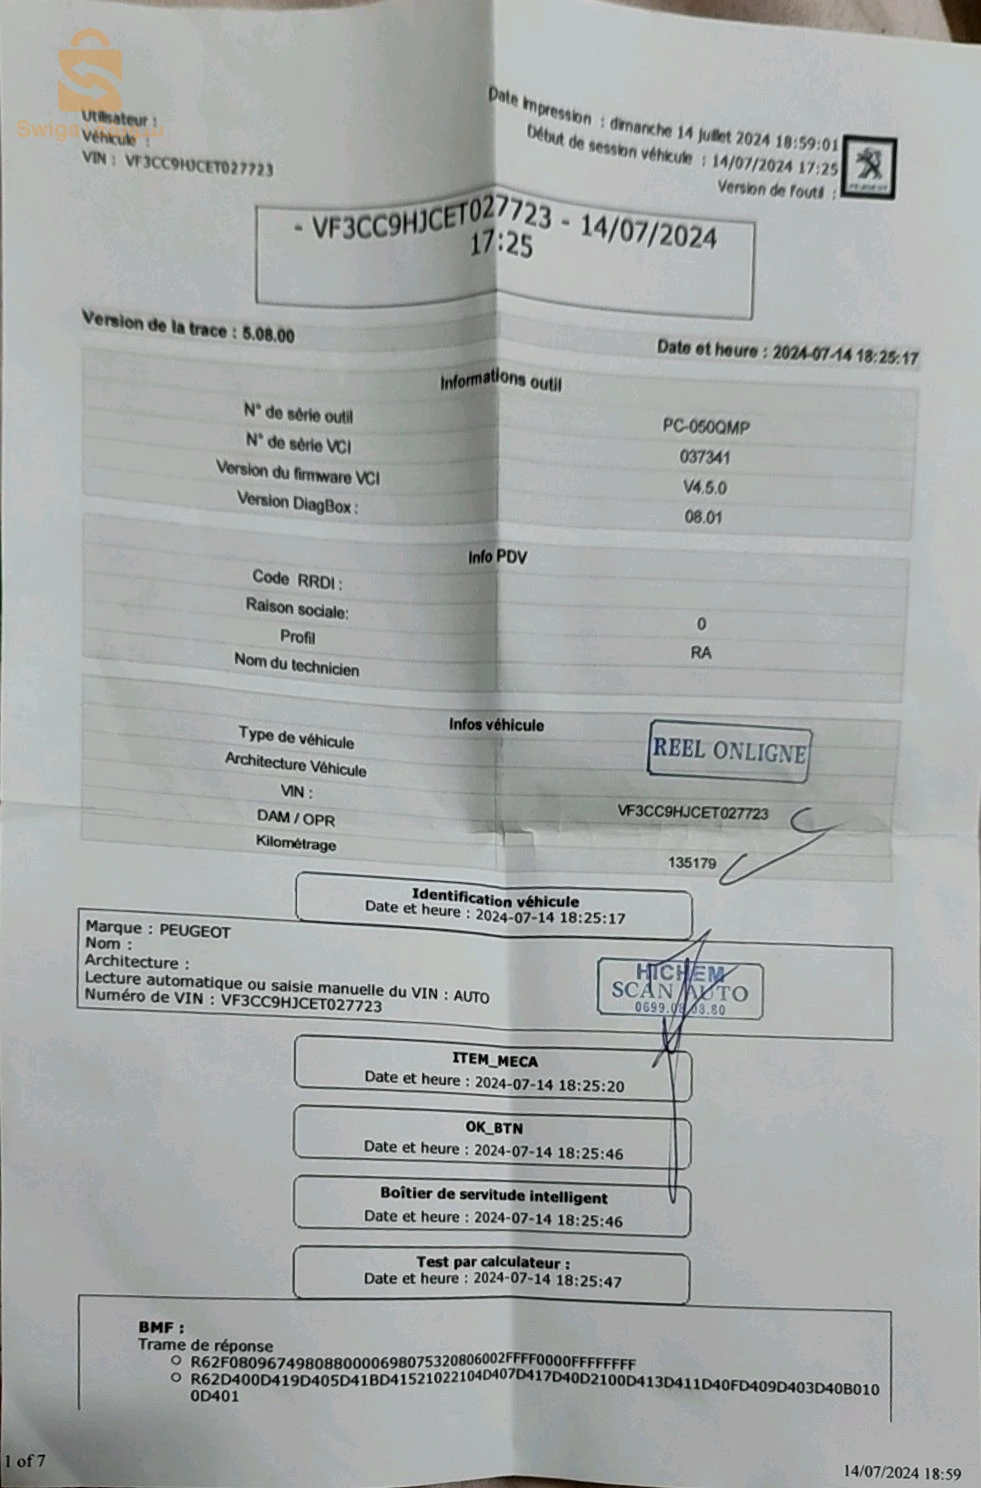 Utilisateur :
Véhicule :
VIN : VF3CC9HJCET027723
Date impression : dimanche 14 juillet 2024 18:59:01
Début de session véhicule : 14/07/2024 17:25
Version de l'outil :
PEUGEOT
- VF3CC9HJCET027723 - 14/07/2024
17:25
Version de la trace : 5.08.00
Date et heure : 2024-07-14 18:25:17
Informations outil
N° de série outil PC-050QMP
N° de série VCI 037341
Version du firmware VCI V4.5.0
Version DiagBox : 08.01
Info PDV
Code RRDI :
Raison sociale: 0
Profil RA
Nom du technicien
Infos véhicule
Type de véhicule
REEL ONLIGNE
Architecture Véhicule
VIN : VF3CC9HJCET027723
DAM / OPR
Kilométrage 135179
Identification véhicule
Date et heure : 2024-07-14 18:25:17
Marque : PEUGEOT
Nom :
Architecture :
Lecture automatique ou saisie manuelle du VIN : AUTO
Numéro de VIN : VF3CC9HJCET027723
HICHEM
SCAN AUTO
ITEM_MECA
Date et heure : 2024-07-14 18:25:20
OK_BTN
Date et heure : 2024-07-14 18:25:46
Boîtier de servitude intelligent
Date et heure : 2024-07-14 18:25:46
Test par calculateur :
Date et heure : 2024-07-14 18:25:47
BMF :
Trame de réponse
R62F0809674980880000698075320806002FFFF0000FFFFFFFF
R62D400D419D405D41BD41521022104D407D417D40D2100D413D411D40FD409D403D40B010
0D401
1 of 7
14/07/2024 18:59